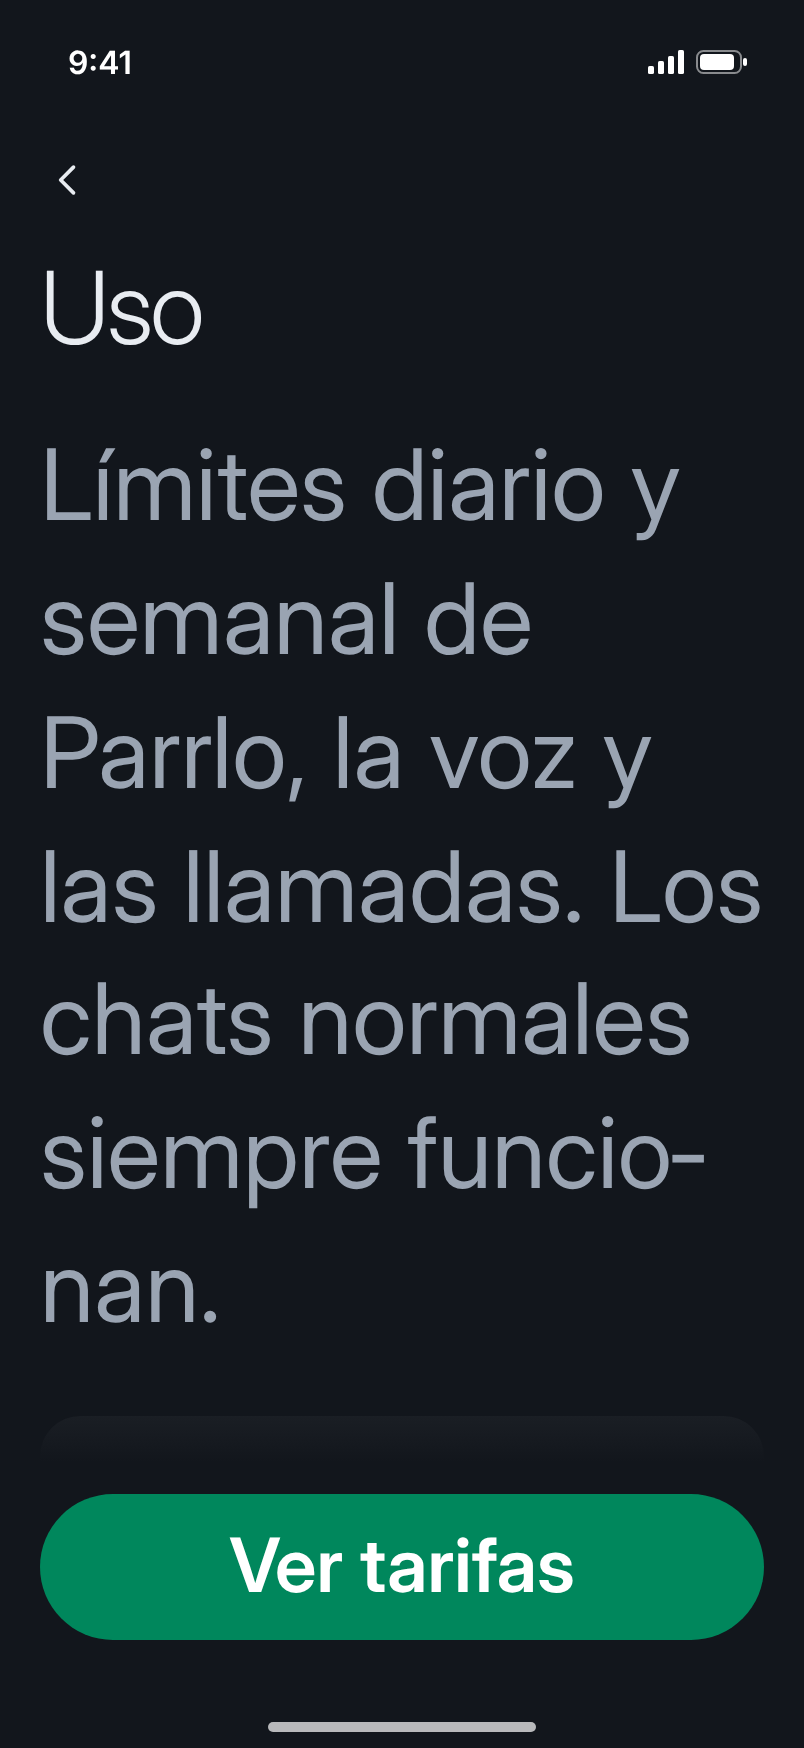 9:41
Uso
Límites diario y
semanal de
Parrlo, la voz y
las llamadas. Los
chats normales
siempre funcio-
nan.
Ver tarifas